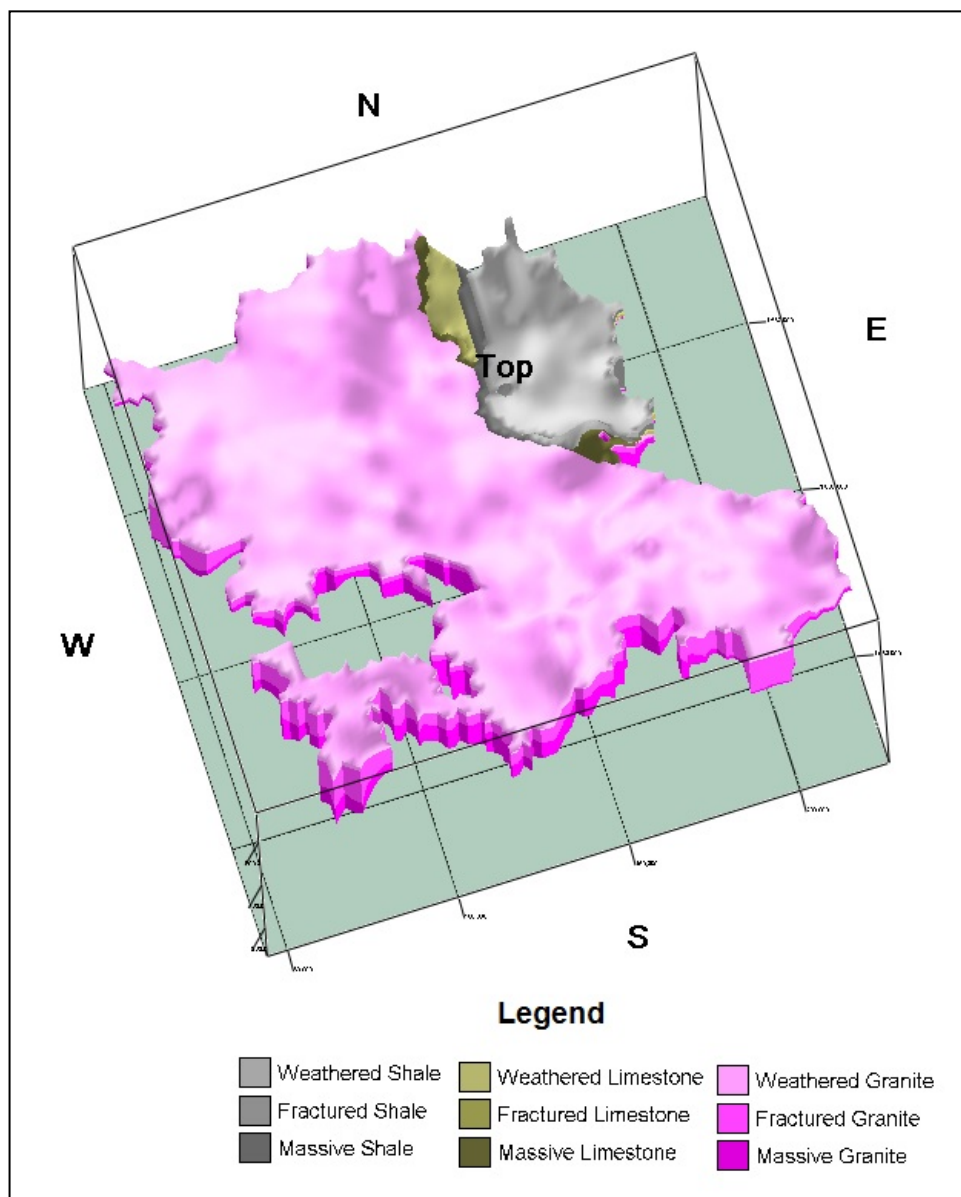 N
E
Top
W
S
Legend
Weathered Shale
Fractured Shale
Massive Shale
Weathered Limestone
Fractured Limestone
Massive Limestone
Weathered Granite
Fractured Granite
Massive Granite